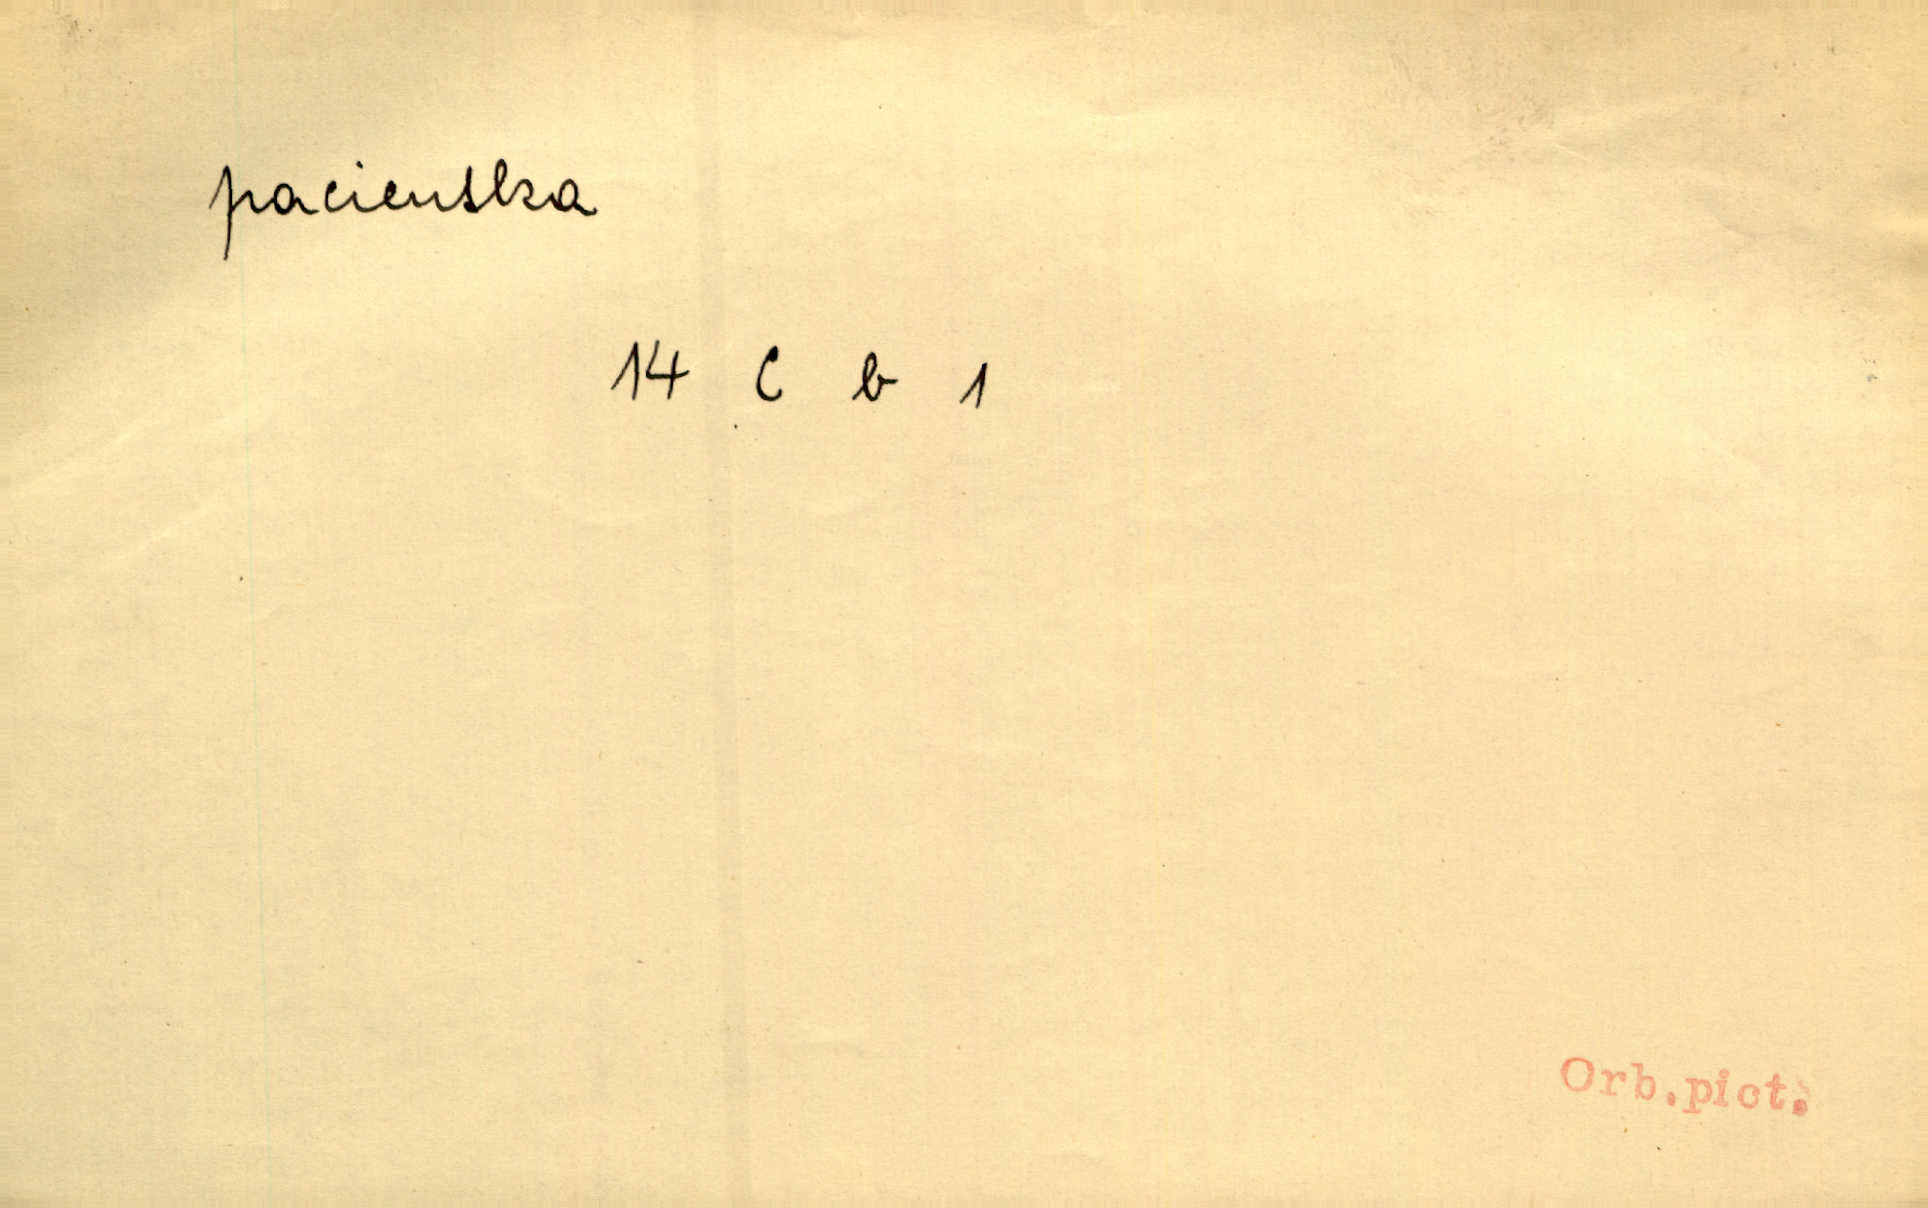 pacientka
14 C b 1
Orb.pict.